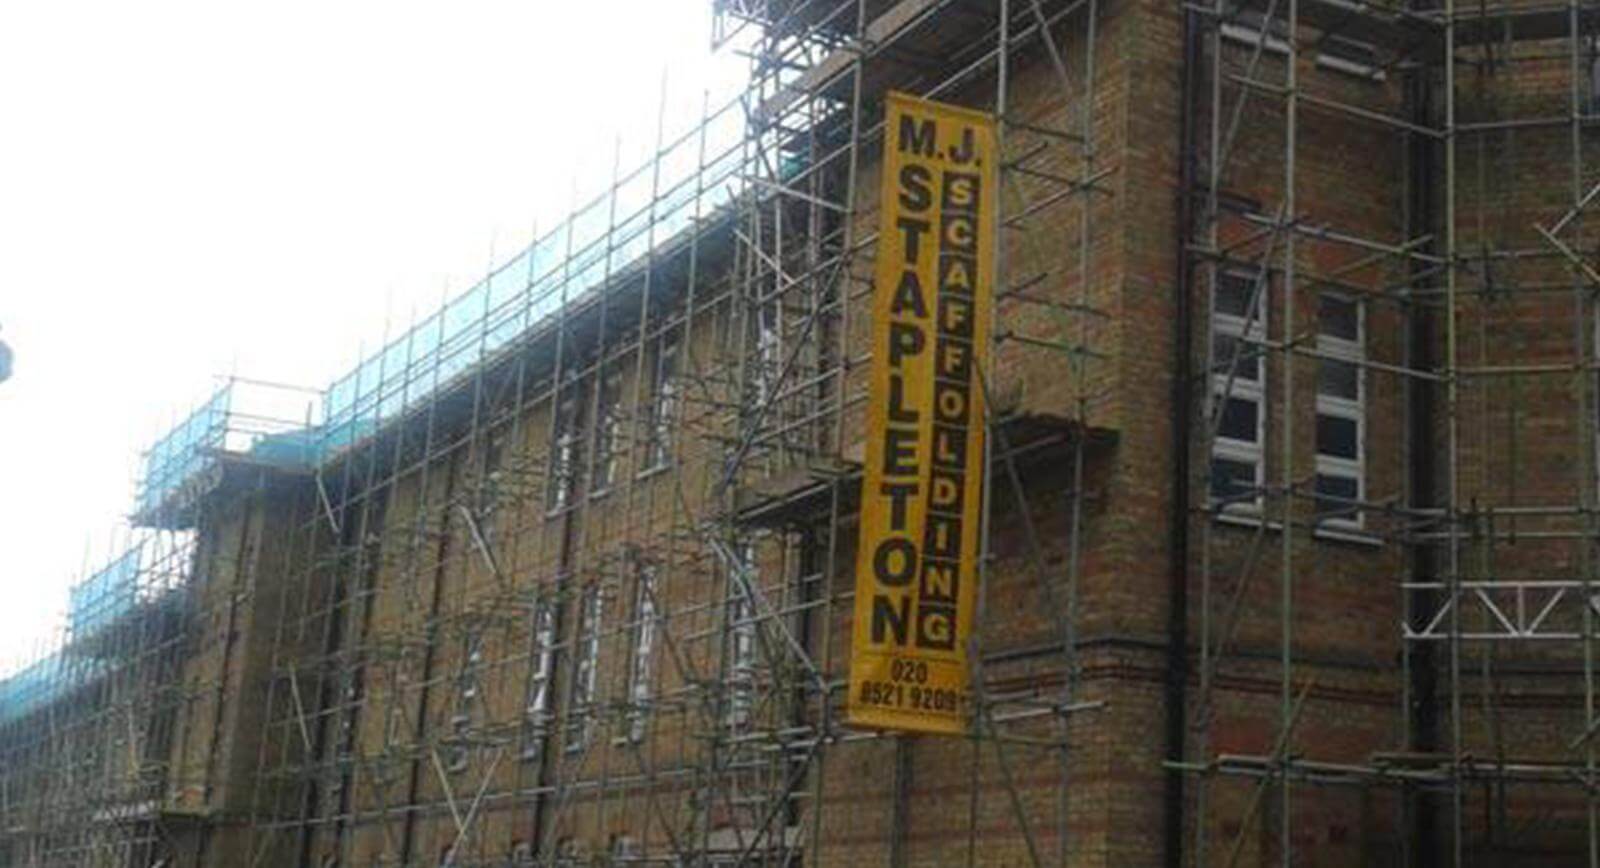 M.J.
STAPLETON
SCAFFOLDING
020
8521 9209